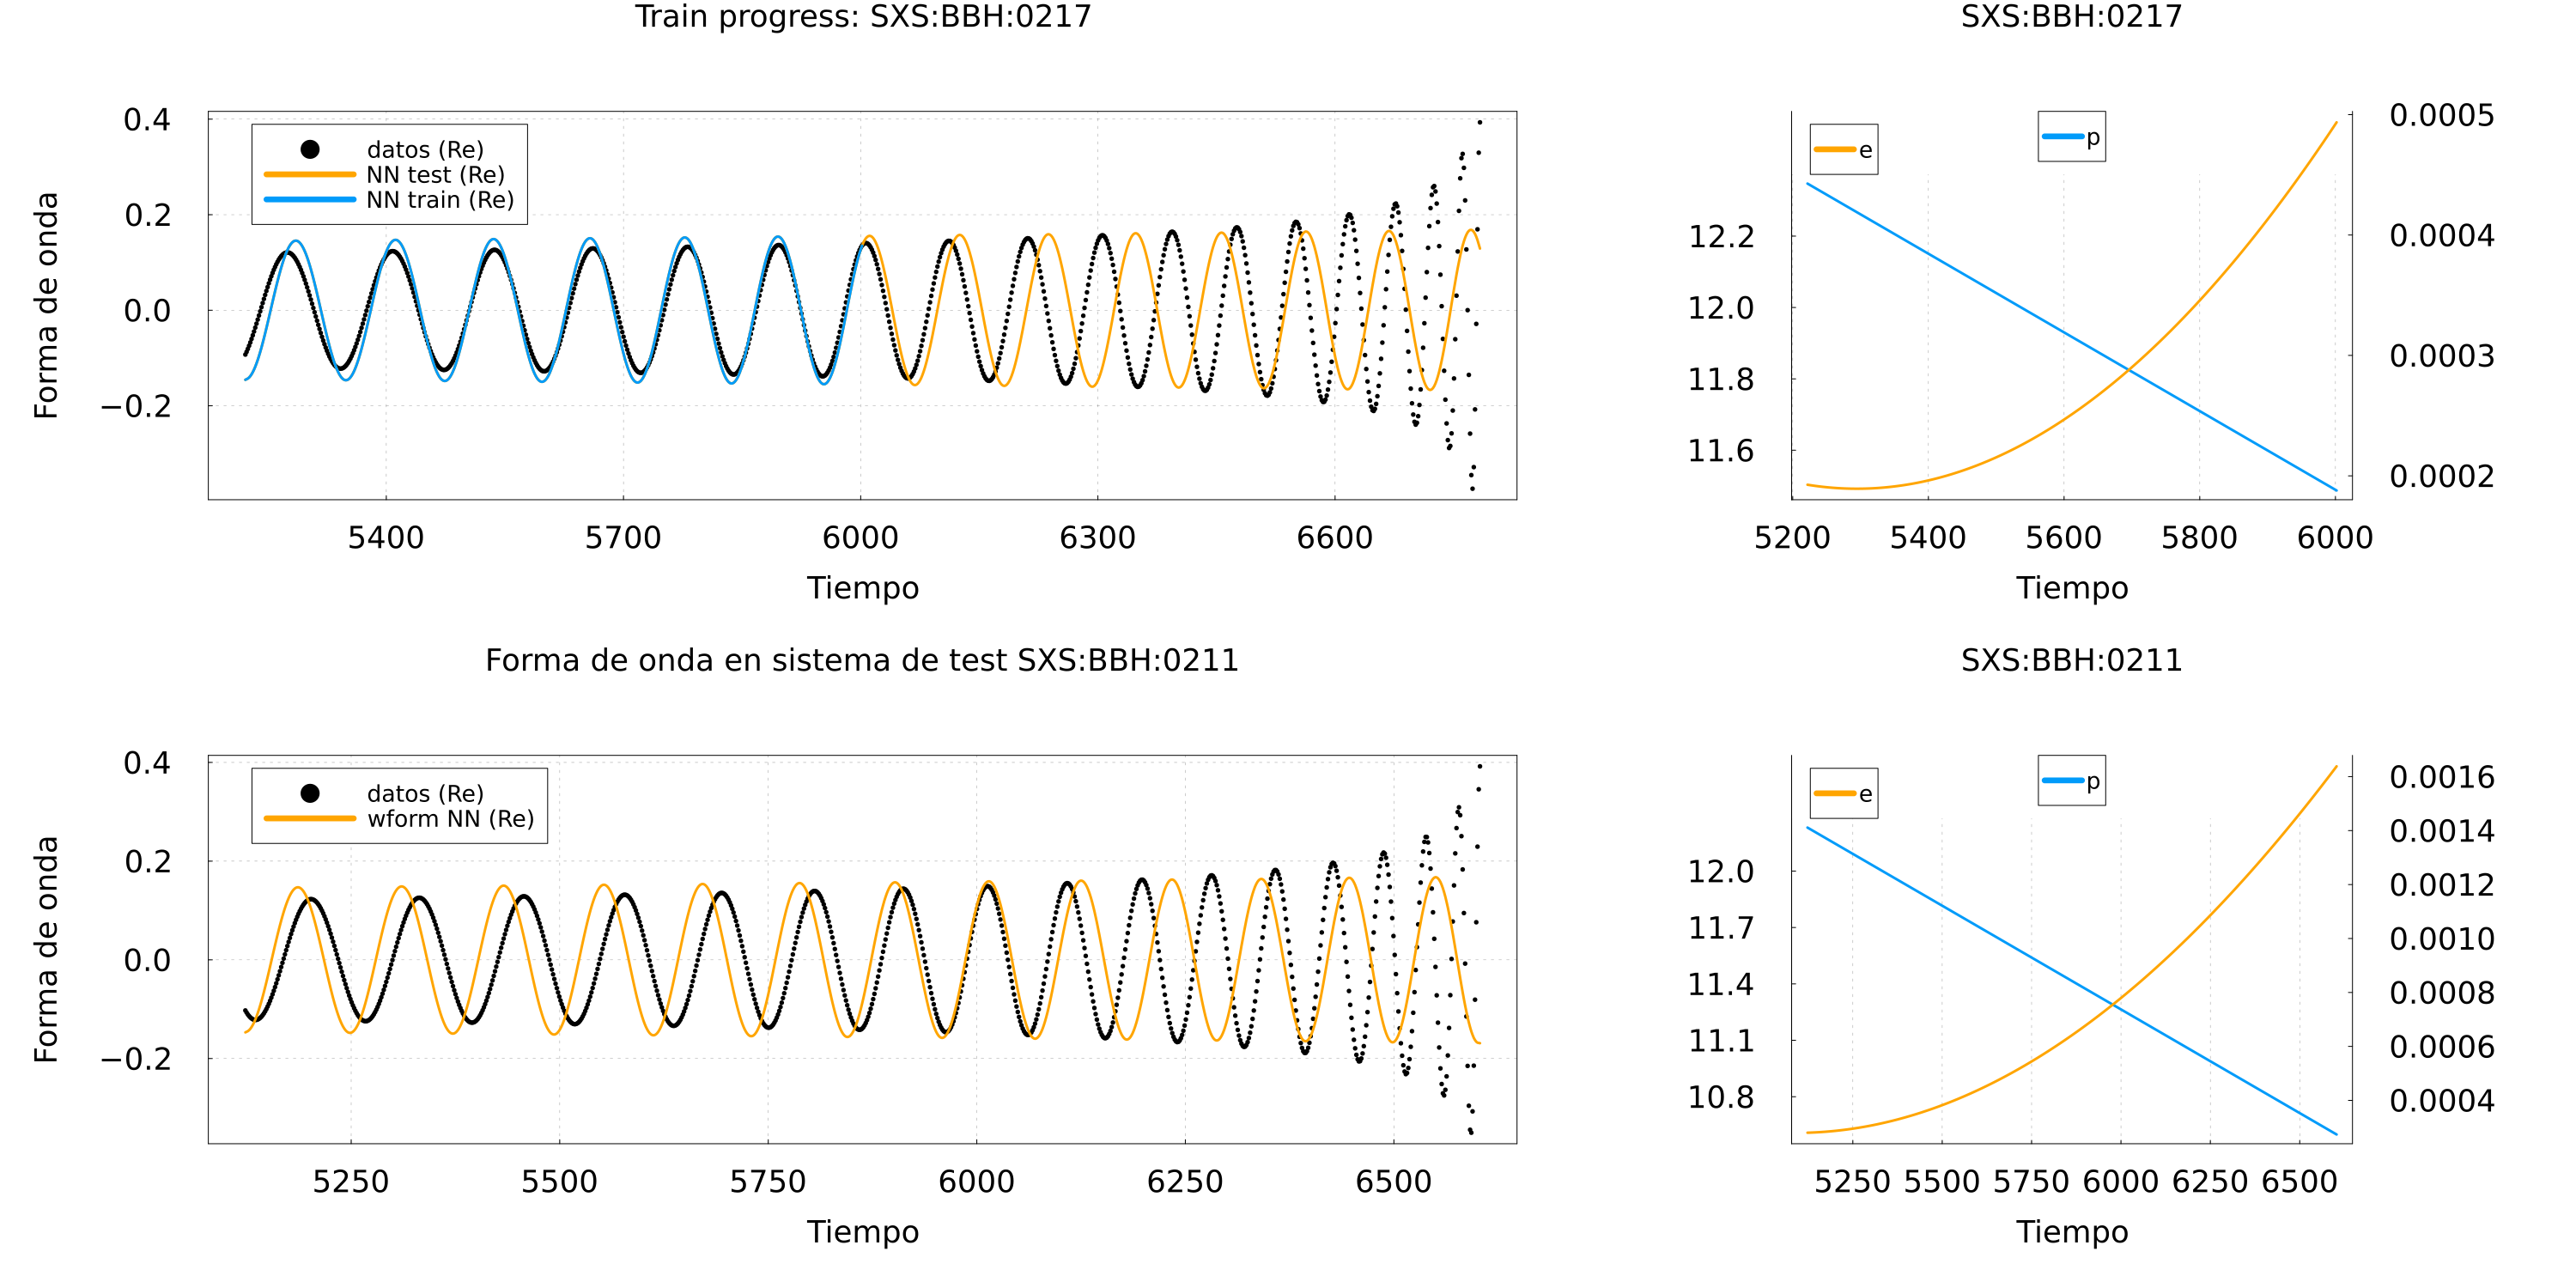 Train progress: SXS:BBH:0217
0.4
0.2
0.0
−0.2
Forma de onda
datos (Re)
NN test (Re)
NN train (Re)
5400 5700 6000 6300 6600
Tiempo
SXS:BBH:0217
e
p
12.2
12.0
11.8
11.6
0.0005
0.0004
0.0003
0.0002
5200 5400 5600 5800 6000
Tiempo
Forma de onda en sistema de test SXS:BBH:0211
0.4
0.2
0.0
−0.2
Forma de onda
datos (Re)
wform NN (Re)
5250 5500 5750 6000 6250 6500
Tiempo
SXS:BBH:0211
e
p
12.0
11.7
11.4
11.1
10.8
0.0016
0.0014
0.0012
0.0010
0.0008
0.0006
0.0004
5250 5500 5750 6000 6250 6500
Tiempo